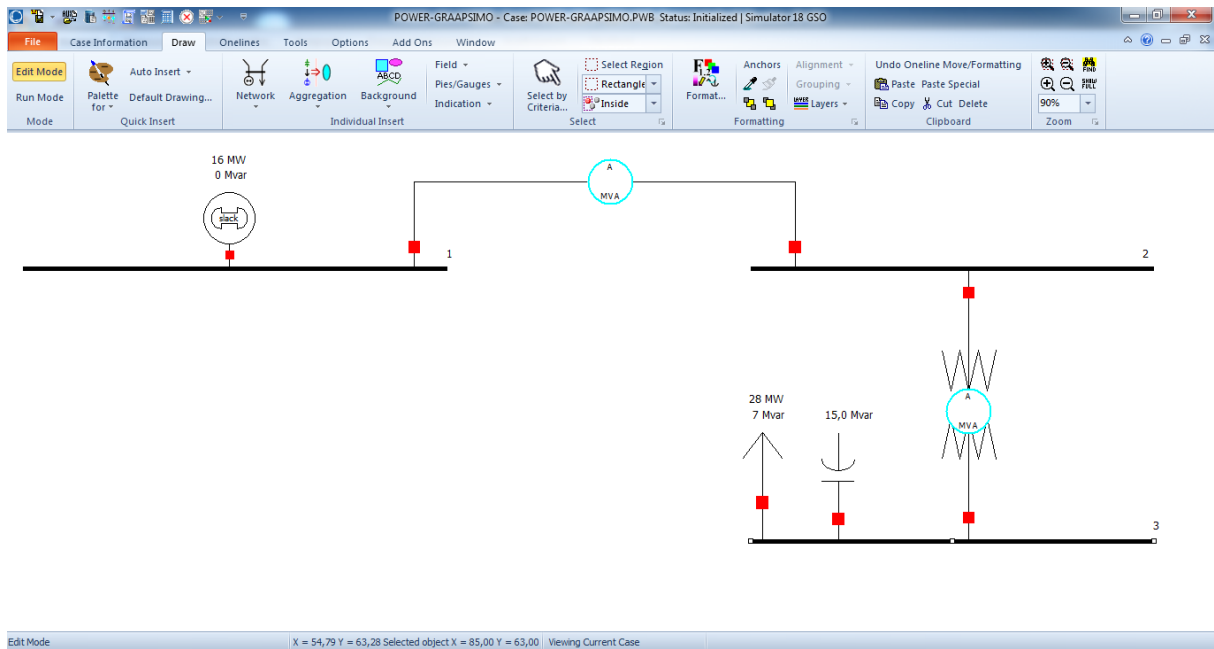 POWER-GRAAPSIMO - Case: POWER-GRAAPSIMO.PWB Status: Initialized | Simulator 18 GSO
File Case Information Draw Onelines Tools Options Add Ons Window
Edit Mode
Run Mode
Mode
Palette for
Auto Insert
Default Drawing...
Quick Insert
Network
Aggregation
ABCD
Background
Field
Pies/Gauges
Indication
Individual Insert
Select by Criteria...
Select Region
Rectangle
Inside
Select
Format...
Anchors
Alignment
Grouping
LAYER Layers
Formatting
Undo Oneline Move/Formatting
Paste Paste Special
Copy Cut Delete
Clipboard
FIND
SHOW FULL
90%
Zoom
16 MW
0 Mvar
slack
1
A
MVA
2
28 MW
7 Mvar
15,0 Mvar
A
MVA
3
Edit Mode X = 54,79 Y = 63,28 Selected object X = 85,00 Y = 63,00 Viewing Current Case